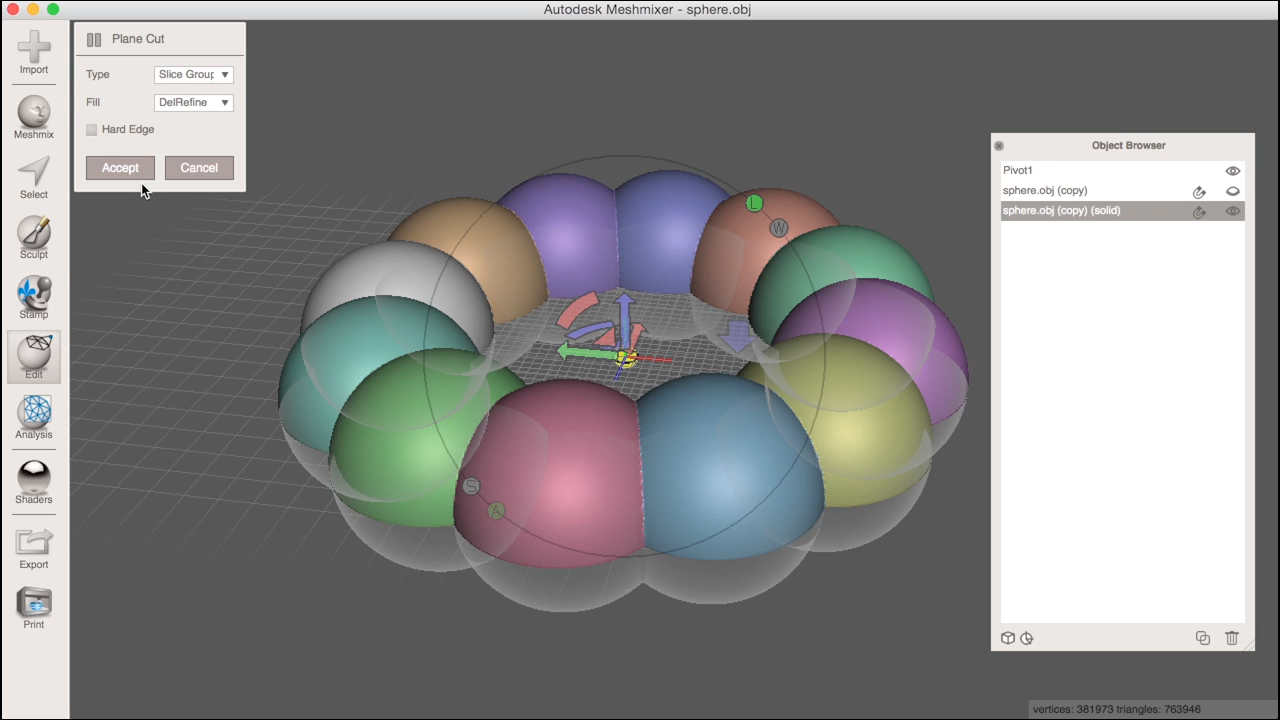 Autodesk Meshmixer - sphere.obj
Import
Meshmix
Select
Sculpt
Stamp
Edit
Analysis
Shaders
Export
Print
Plane Cut
Type Slice Group
Fill DelRefine
Hard Edge
Accept Cancel
L
W
S
A
Object Browser
Pivot1
sphere.obj (copy)
sphere.obj (copy) (solid)
vertices: 381973 triangles: 763946